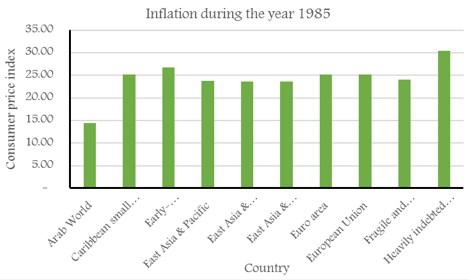 Inflation during the year 1985
Consumer price index
35.00
30.00
25.00
20.00
15.00
10.00
5.00
-
Arab World
Caribbean small...
Early-...
East Asia & Pacific
East Asia &...
East Asia &...
Euro area
European Union
Fragile and...
Heavily indebted...
Country